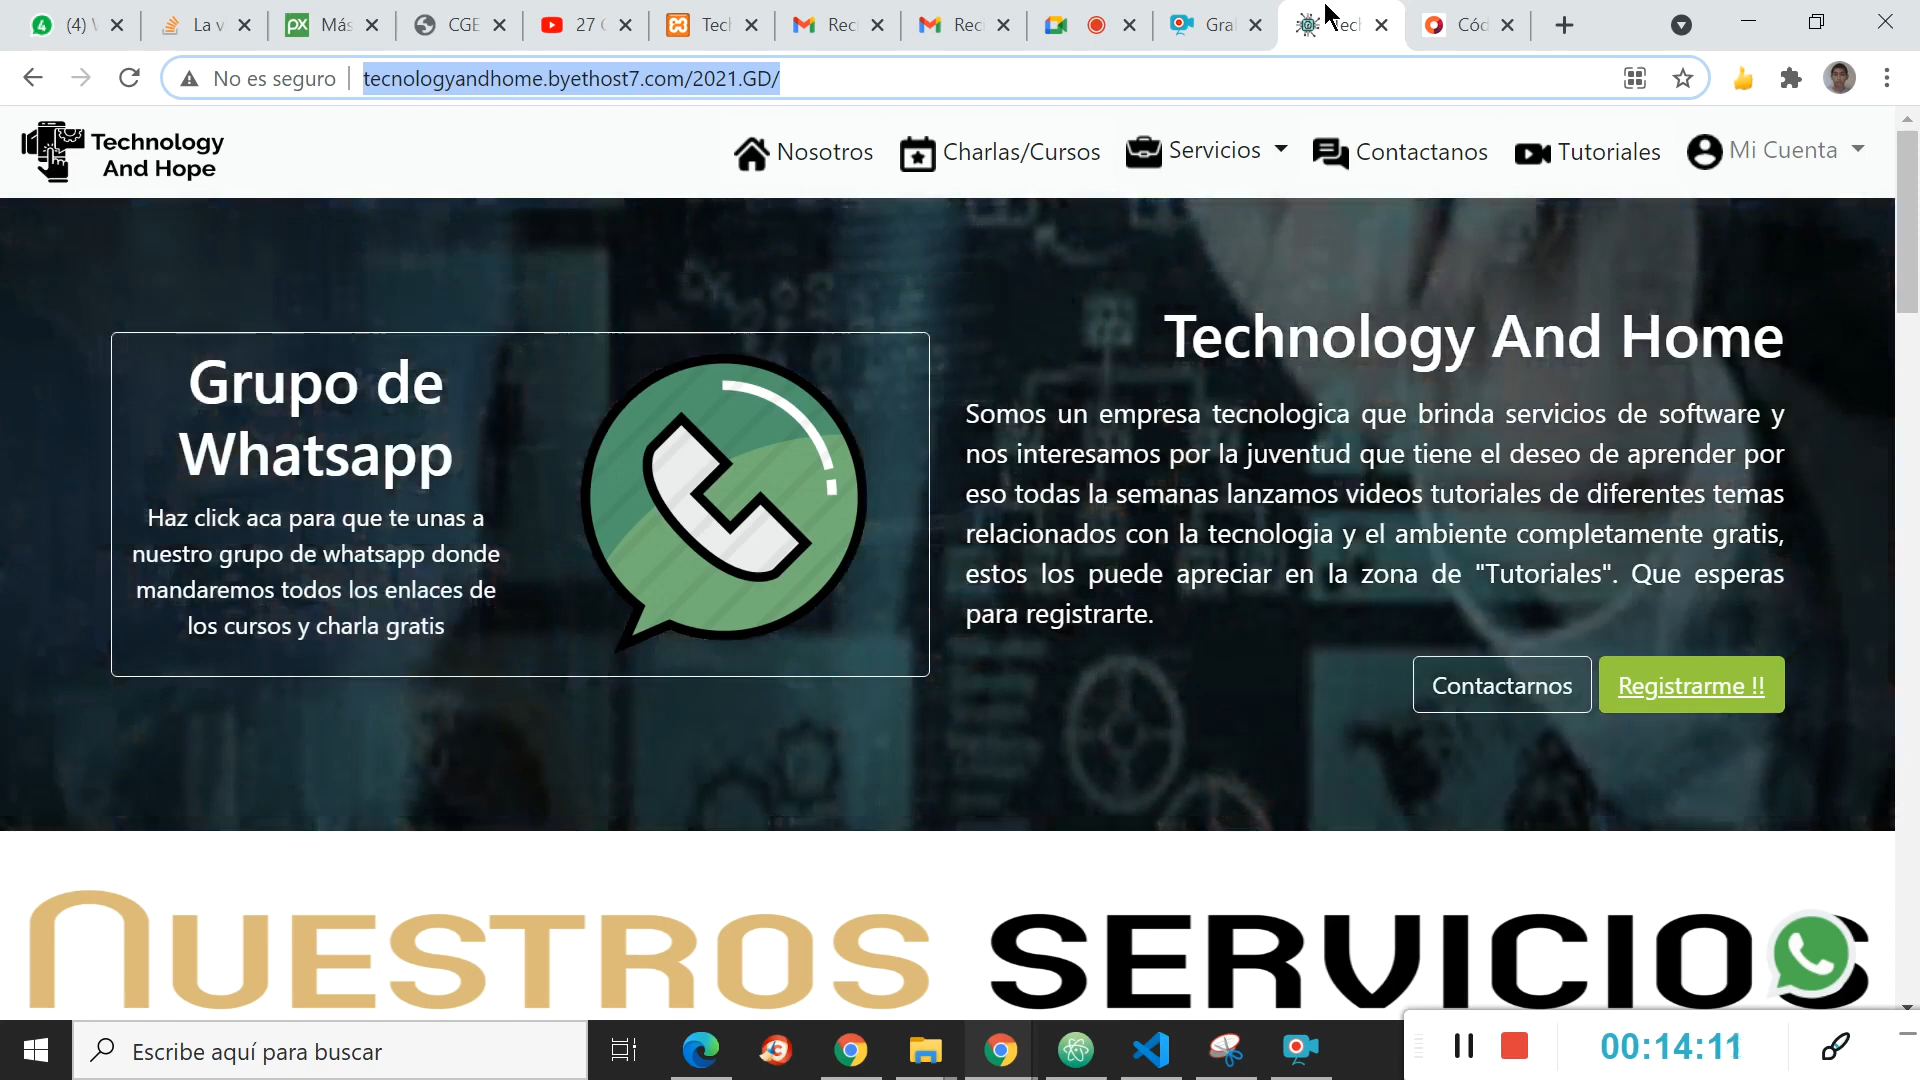 (4) \
La v
Más
CGE
27 (
Tecl
Rec
Rec
Gral
Tech
Cód
No es seguro
tecnologyandhome.byethost7.com/2021.GD/
Technology
And Hope
Nosotros
Charlas/Cursos
Servicios
Contactanos
Tutoriales
Mi Cuenta
Grupo de
Whatsapp
Haz click aca para que te unas a
nuestro grupo de whatsapp donde
mandaremos todos los enlaces de
los cursos y charla gratis
Technology And Home
Somos un empresa tecnologica que brinda servicios de software y
nos interesamos por la juventud que tiene el deseo de aprender por
eso todas la semanas lanzamos videos tutoriales de diferentes temas
relacionados con la tecnologia y el ambiente completamente gratis,
estos los puede apreciar en la zona de "Tutoriales". Que esperas
para registrarte.
Contactarnos
Registrarme !!
NUESTROS SERVICIOS
Escribe aquí para buscar
00:14:11